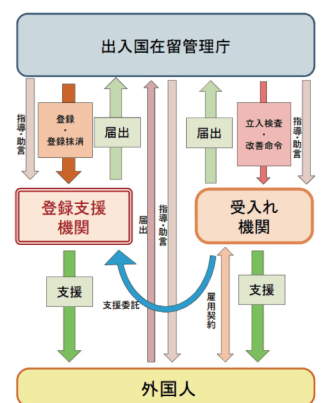 出入国在留管理庁
指導・助言
登録
・
登録抹消
届出
届出
立入検査
・
改善命令
指導・助言
登録支援
機関
届出
指導・助言
受入れ
機関
支援
支援委託
雇用契約
支援
外国人